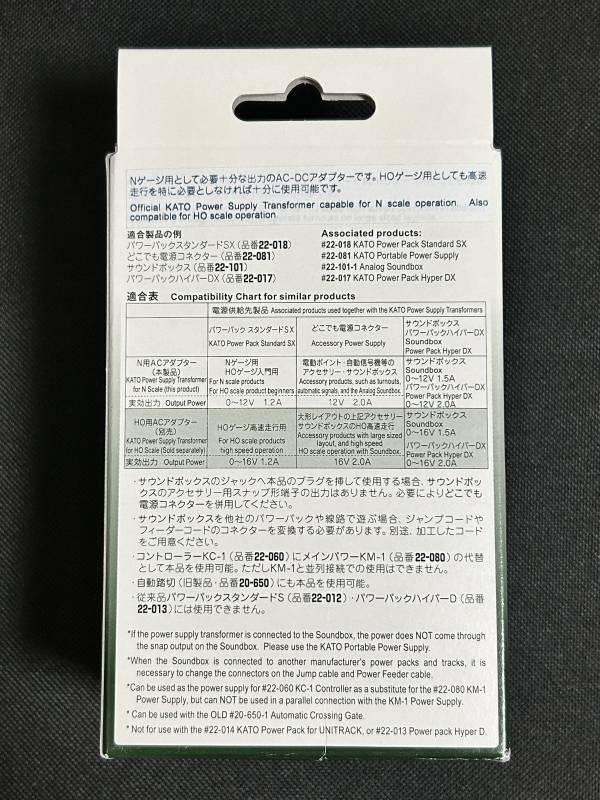 Nゲージ用として必要十分な出力のAC-DCアダプターです。HOゲージ用としても高速
走行を特に必要としなければ十分に使用可能です。
Official KATO Power Supply Transformer capable for N scale operation. Also
compatible for HO scale operation.
適合製品の例
パワーパックスタンダードSX（品番22-018）
どこでも電源コネクター（品番22-081）
サウンドボックス（品番22-101）
パワーパックハイパーDX（品番22-017）
Associated products:
#22-018 KATO Power Pack Standard SX
#22-081 KATO Portable Power Supply
#22-101-1 Analog Soundbox
#22-017 KATO Power Pack Hyper DX
適合表 Compatibility Chart for similar products
電源供給先製品 Associated products used together with the KATO Power Supply Transformers
パワーパック スタンダードSX
KATO Power Pack Standard SX
どこでも電源コネクター
Accessory Power Supply
サウンドボックス
パワーパックハイパーDX
Soundbox
Power Pack Hyper DX
N用ACアダプター
（本製品）
KATO Power Supply Transformer
for N Scale (this product)
Nゲージ用
HOゲージ入門用
For N scale products
For HO scale product beginners
電動ポイント・自動信号機等の
アクセサリー・サウンドボックス
Accessory products, such as turnouts,
automatic signals, and the Analog Soundbox.
サウンドボックス
Soundbox
0〜12V 1.5A
パワーパックハイパーDX
Power Pack Hyper DX
0〜12V 2.0A
実効出力 Output Power
0〜12V 1.2A
12V 2.0A
HO用ACアダプター
（別売）
KATO Power Supply Transformer
for HO Scale (Sold separately)
HOゲージ高速走行用
For HO scale products
high speed operation
大形レイアウトの上記アクセサリー
サウンドボックスのHO高速走行
Accessory products with large sized
layout, and high speed
HO scale operation with Soundbox.
サウンドボックス
Soundbox
0〜16V 1.5A
パワーパックハイパーDX
Power Pack Hyper DX
0〜16V 2.0A
実効出力 Output Power
0〜16V 1.2A
16V 2.0A
・サウンドボックスのジャックへ本品のプラグを挿して使用する場合、サウンドボ
ックスのアクセサリー用スナップ形端子の出力はありません。必要によりどこでも
電源コネクターを併用してください。
・サウンドボックスを他社のパワーパックや線路で遊ぶ場合、ジャンプコードや
フィーダーコードのコネクターを変換する必要があります。別途、加工したコード
をご用意ください。
・コントローラーKC-1（品番22-060）にメインパワーKM-1（品番22-080）の代替
として本品を使用可能。ただしKM-1と並列接続での使用はできません。
・自動踏切（旧製品・品番20-650）にも本品を使用可能。
・従来品パワーパックスタンダードS（品番22-012）・パワーパックハイパーD（品番
22-013）には使用できません。
*If the power supply transformer is connected to the Soundbox, the power does NOT come through
the snap output on the Soundbox. Please use the KATO Portable Power Supply.
*When the Soundbox is connected to another manufacturer's power packs and tracks, it is
necessary to change the connectors on the Jump cable and Power Feeder cable.
*Can be used as the power supply for #22-060 KC-1 Controller as a substitute for the #22-080 KM-1
Power Supply, but can NOT be used in a parallel connection with the KM-1 Power Supply.
* Can be used with the OLD #20-650-1 Automatic Crossing Gate.
* Not for use with the #22-014 KATO Power Pack for UNITRACK, or #22-013 Power pack Hyper D.